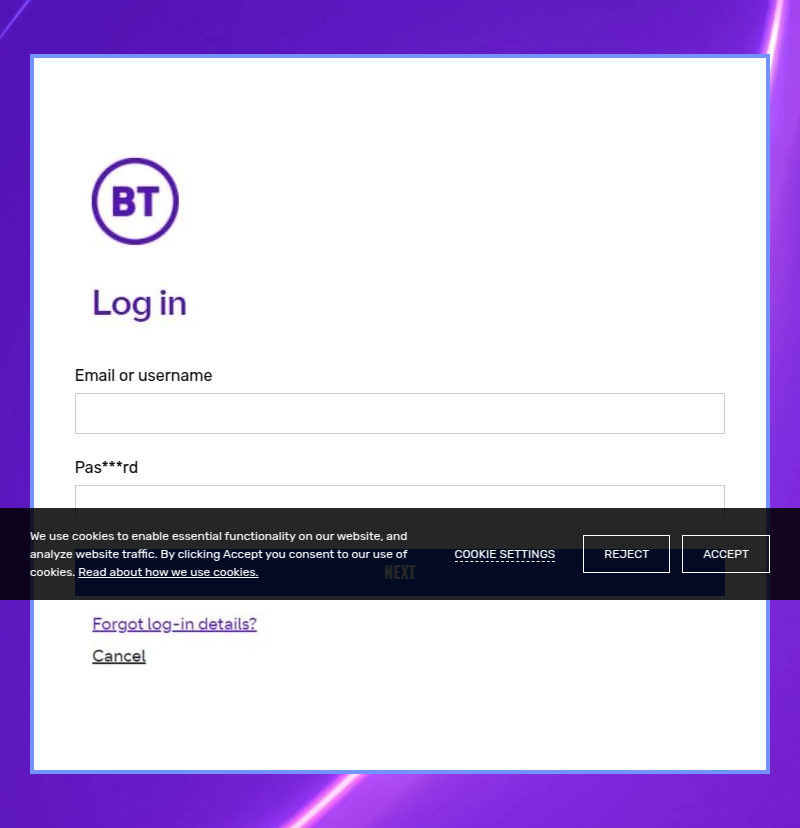 BT
Log in
Email or username
Pas***rd
We use cookies to enable essential functionality on our website, and
analyze website traffic. By clicking Accept you consent to our use of
cookies. Read about how we use cookies.
COOKIE SETTINGS
REJECT
ACCEPT
NEXT
Forgot log-in details?
Cancel